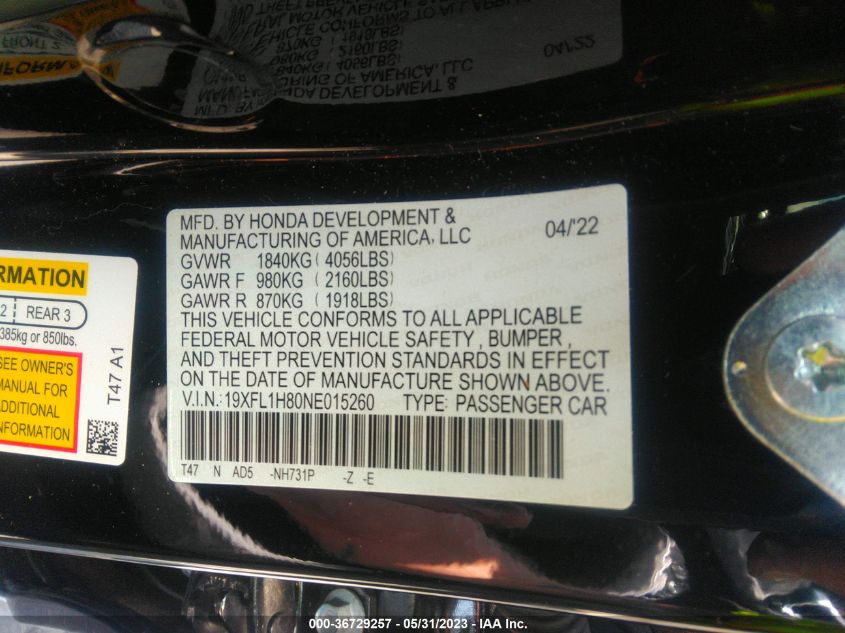 MFD. BY HONDA DEVELOPMENT &
MANUFACTURING OF AMERICA, LLC 04/'22
GVWR 1840KG ( 4056LBS)
GAWR F 980KG ( 2160LBS)
GAWR R 870KG ( 1918LBS)
THIS VEHICLE CONFORMS TO ALL APPLICABLE
FEDERAL MOTOR VEHICLE SAFETY , BUMPER ,
AND THEFT PREVENTION STANDARDS IN EFFECT
ON THE DATE OF MANUFACTURE SHOWN ABOVE.
V.I.N.:19XFL1H80NE015260 TYPE: PASSENGER CAR
T47 N AD5 -NH731P -Z -E
RMATION
2 REAR 3
385kg or 850lbs.
SEE OWNER'S
MANUAL FOR
ADDITIONAL
INFORMATION
T47 A1
000-36729257 - 05/31/2023 - IAA Inc.